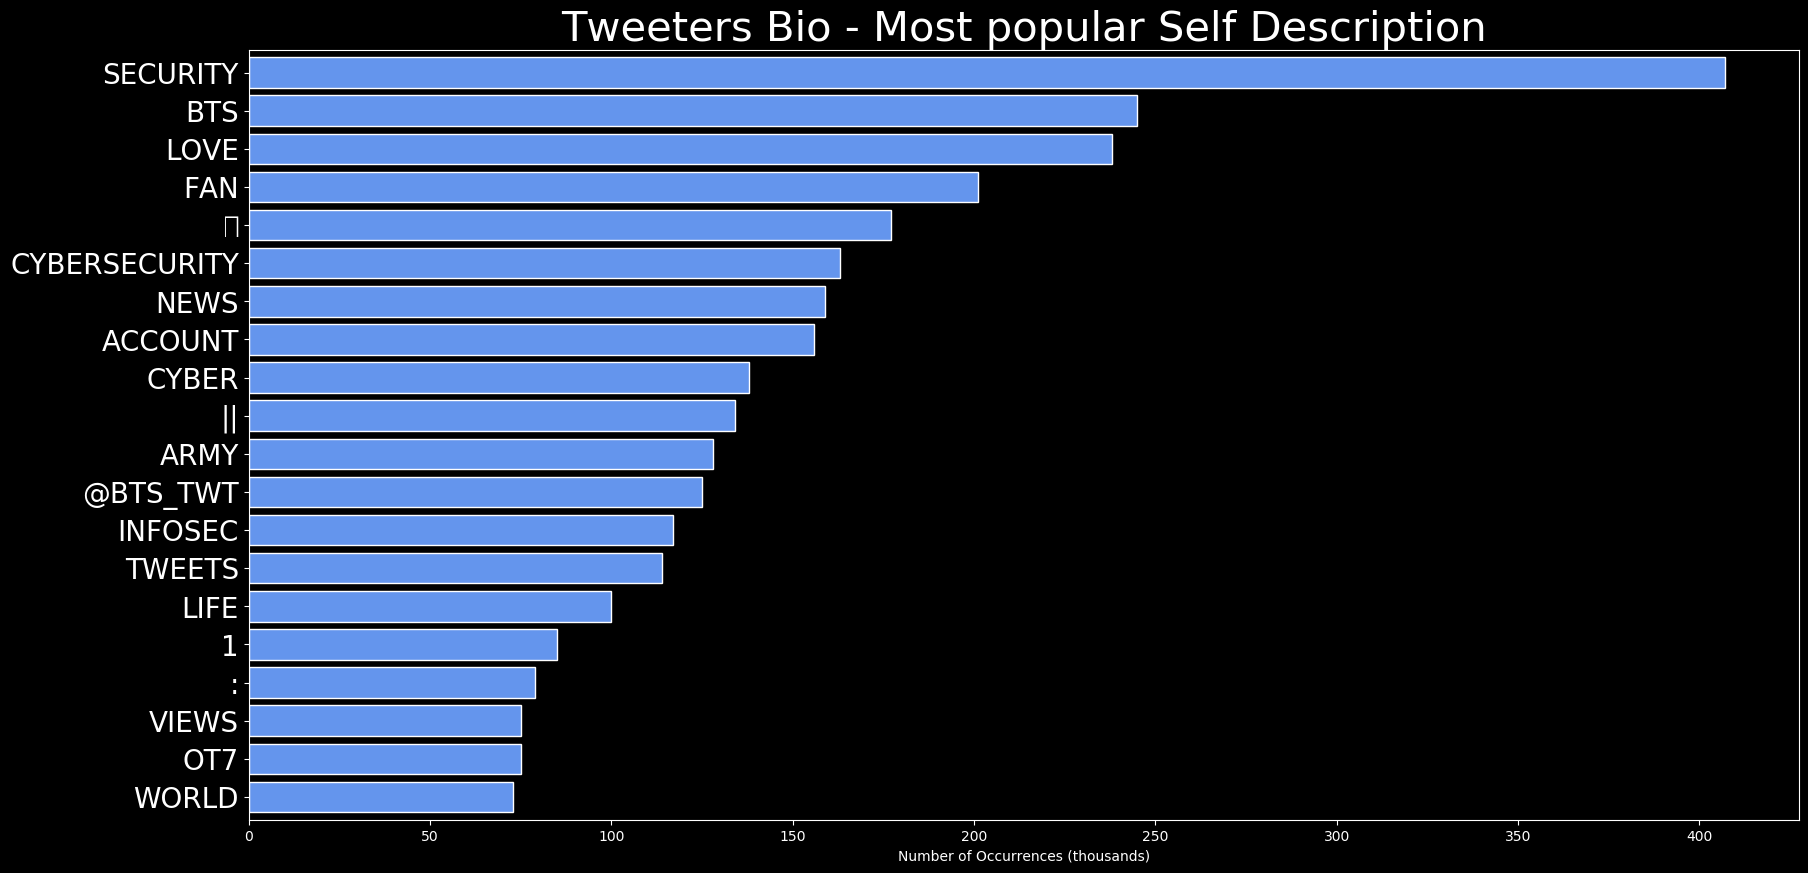 Tweeters Bio - Most popular Self Description
SECURITY
BTS
LOVE
FAN
CYBERSECURITY
NEWS
ACCOUNT
CYBER
||
ARMY
@BTS_TWT
INFOSEC
TWEETS
LIFE
1
:
VIEWS
OT7
WORLD
0 50 100 150 200 250 300 350 400
Number of Occurrences (thousands)